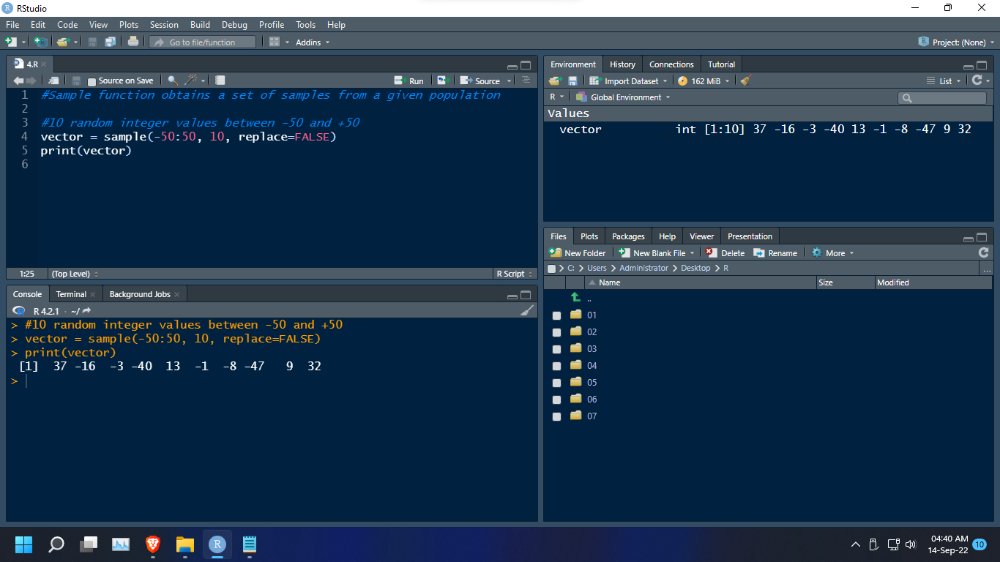 RStudio
File Edit Code View Plots Session Build Debug Profile Tools Help
Go to file/function Addins Project: (None)
4.R
Source on Save Run Source
1 #Sample function obtains a set of samples from a given population
2
3 #10 random integer values between -50 and +50
4 vector = sample(-50:50, 10, replace=FALSE)
5 print(vector)
6
1:25 (Top Level) R Script
Console Terminal Background Jobs
R 4.2.1 · ~/
> #10 random integer values between -50 and +50
> vector = sample(-50:50, 10, replace=FALSE)
> print(vector)
[1] 37 -16 -3 -40 13 -1 -8 -47 9 32
>
Environment History Connections Tutorial
Import Dataset 162 MiB List
R Global Environment
Values
vector int [1:10] 37 -16 -3 -40 13 -1 -8 -47 9 32
Files Plots Packages Help Viewer Presentation
New Folder New Blank File Delete Rename More
C: > Users > Administrator > Desktop > R ...
Name Size Modified
..
01
02
03
04
05
06
07
04:40 AM
14-Sep-22 10